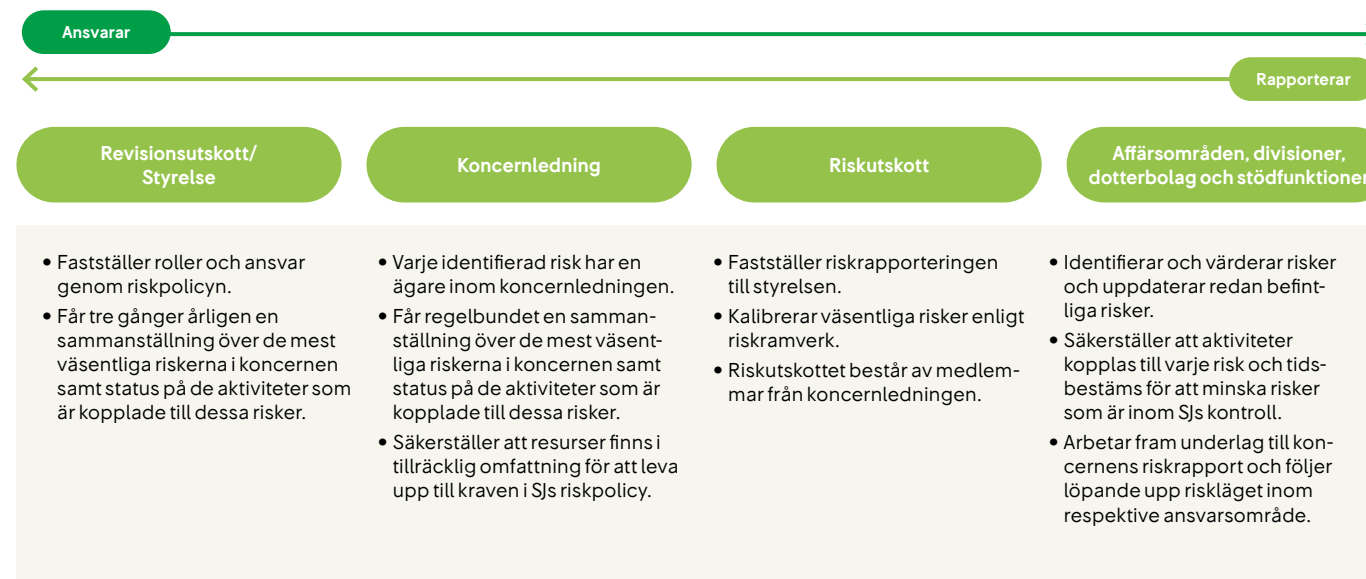 Ansvarar
Rapporterar
Revisionsutskott/
Styrelse
Koncernledning
Riskutskott
Affärsområden, divisioner,
dotterbolag och stödfunktioner
• Fastställer roller och ansvar
genom riskpolicyn.
• Får tre gånger årligen en
sammanställning över de mest
väsentliga riskerna i koncernen
samt status på de aktiviteter som
är kopplade till dessa risker.
• Varje identifierad risk har en
ägare inom koncernledningen.
• Får regelbundet en samman-
ställning över de mest väsent-
liga riskerna i koncernen samt
status på de aktiviteter som är
kopplade till dessa risker.
• Säkerställer att resurser finns i
tillräcklig omfattning för att leva
upp till kraven i SJs riskpolicy.
• Fastställer riskrapporteringen
till styrelsen.
• Kalibrerar väsentliga risker enligt
riskramverk.
• Riskutskottet består av medlem-
mar från koncernledningen.
• Identifierar och värderar risker
och uppdaterar redan befint-
liga risker.
• Säkerställer att aktiviteter
kopplas till varje risk och tids-
bestäms för att minska risker
som är inom SJs kontroll.
• Arbetar fram underlag till kon-
cernens riskrapport och följer
löpande upp riskläget inom
respektive ansvarsområde.